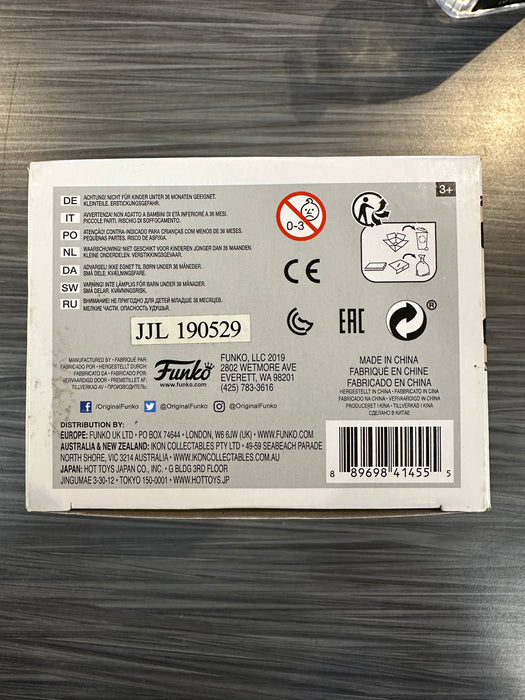 3+
DE ACHTUNG! NICHT FÜR KINDER UNTER 36 MONATEN GEEIGNET.
KLEINTEILE. ERSTICKUNGSGEFAHR.
IT AVVERTENZA! NON ADATTO A BAMBINI DI ETÀ INFERIORE A 36 MESI.
PICCOLE PARTI. RISCHIO DI SOFFOCAMENTO.
PO ATENÇÃO! CONTRA-INDICADO PARA CRIANÇAS COM MENOS DE 36 MESES.
PEQUENAS PARTES. RISCO DE ASFIGA.
NL WAARSCHUWING! NIET GESCHIKT VOOR KINDEREN JONGER DAN 36 MAANDEN.
KLEINE ONDERDELEN. VERSTIKKINGSGEVAAR.
DA ADVARSEL! IKKE EGNET TIL BØRN UNDER 36 MÅNEDER.
SMÅ DELE. KVÆLNINGSFARE.
SW VARNING! INTE LÄMPLIG FÖR BARN UNDER 36 MÅNADER.
SMÅ DELAR. KVÄVNINGSRISK.
RU ВНИМАНИЕ! НЕ ПРИГОДНО ДЛЯ ДЕТЕЙ МЛАДШЕ 36 МЕСЯЦЕВ.
МЕЛКИЕ ЧАСТИ, ОПАСНОСТЬ УДУШЬЯ.
0-3
CE
EAC
®
JJL 190529
MANUFACTURED BY • FABRIQUÉ PAR
FABRICADO POR • HERGESTELLT DURCH
FABBRICATO DA • FABRICADO POR
VERVAARDIGD DOOR • FREMSTILLET AF
TILLVERKAD AV • ПРОИЗВЕДЕНО
Funko
www.funko.com
FUNKO, LLC 2019
2802 WETMORE AVE
EVERETT, WA 98201
(425) 783-3616
MADE IN CHINA
FABRIQUÉ EN CHINE
FABRICADO EN CHINA
HERGESTELLT IN CHINA • FABBRICATO IN CINA
FABRICADO NA CHINA • VERVAARDIGD IN CHINA
PRODUCERET I KINA • TILLVERKAD I KINA
СДЕЛАНО В КИТАЕ
/OriginalFunko @OriginalFunko @OriginalFunko
DISTRIBUTION BY:
EUROPE: FUNKO UK LTD • PO BOX 74644 • LONDON, W6 6JW (UK) • WWW.FUNKO.COM
AUSTRALIA & NEW ZEALAND: IKON COLLECTABLES PTY LTD • 49-59 SEABEACH PARADE
NORTH SHORE, VIC 3214 AUSTRALIA • WWW.IKONCOLLECTABLES.COM.AU
JAPAN: HOT TOYS JAPAN CO., INC. • G BLDG 3RD FLOOR
JINGUMAE 3-30-12 • TOKYO 150-0001 • WWW.HOTTOYS.JP
8 89698 41455 5